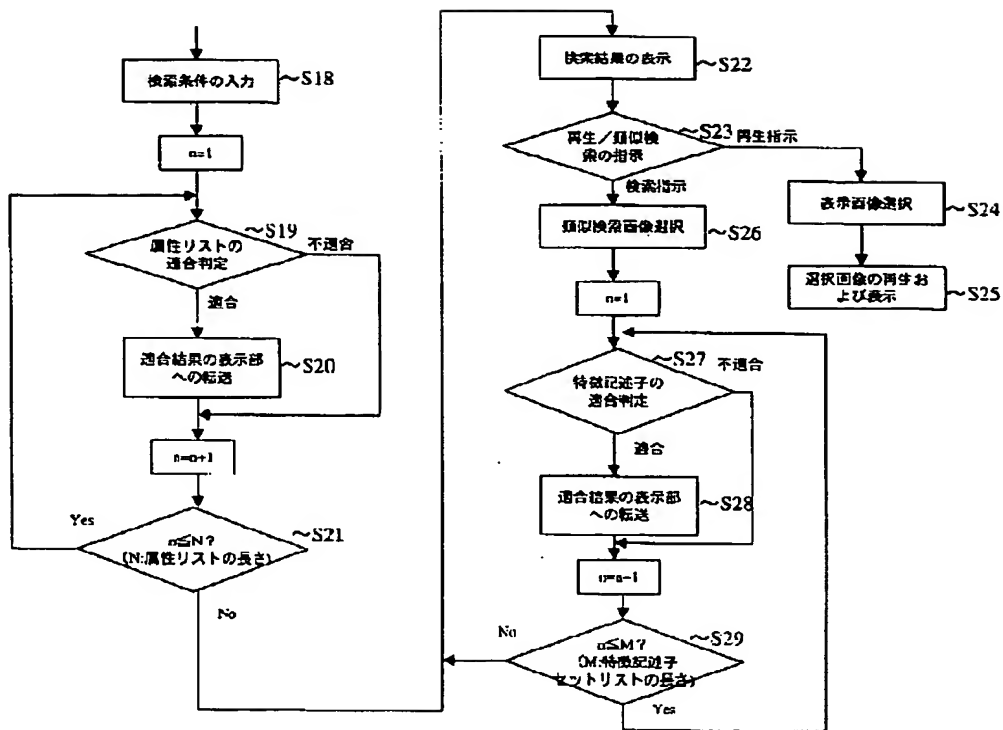 検索条件の入力
~S18
n=1
~S19
属性リストの
適合判定
不適合
適合
適合結果の表示部
への転送
~S20
n=n+1
Yes
n≦N?
(N:属性リストの長さ)
~S21
No
検索結果の表示
~S22
~S23
再生/類似検
索の指示
再生指示
検索指示
表示画像選択
~S24
選択画像の再生お
よび表示
~S25
類似検索画像選択
~S26
n=1
~S27
特徴記述子の
適合判定
不適合
適合
適合結果の表示部
への転送
~S28
No
n≦M?
(M:特徴記述子
セットリストの長さ)
~S29
Yes